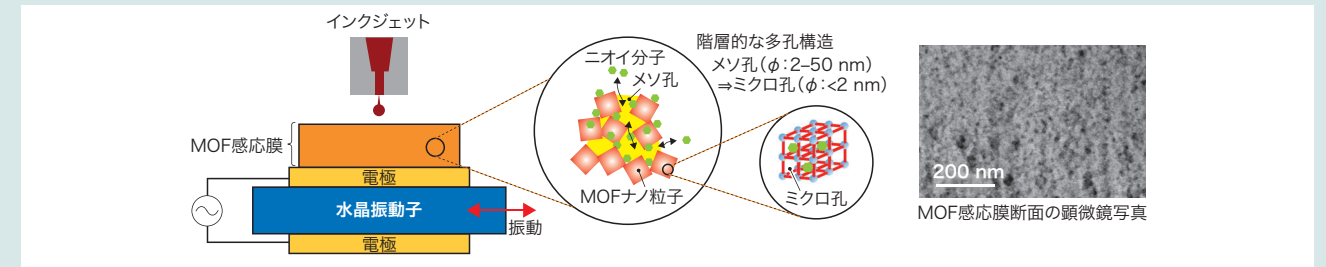 インクジェット
MOF感応膜
電極
水晶振動子
振動
電極
ニオイ分子
メソ孔
MOFナノ粒子
階層的な多孔構造
メソ孔（φ：2–50 nm）
⇒ミクロ孔（φ：<2 nm）
ミクロ孔
200 nm
MOF感応膜断面の顕微鏡写真